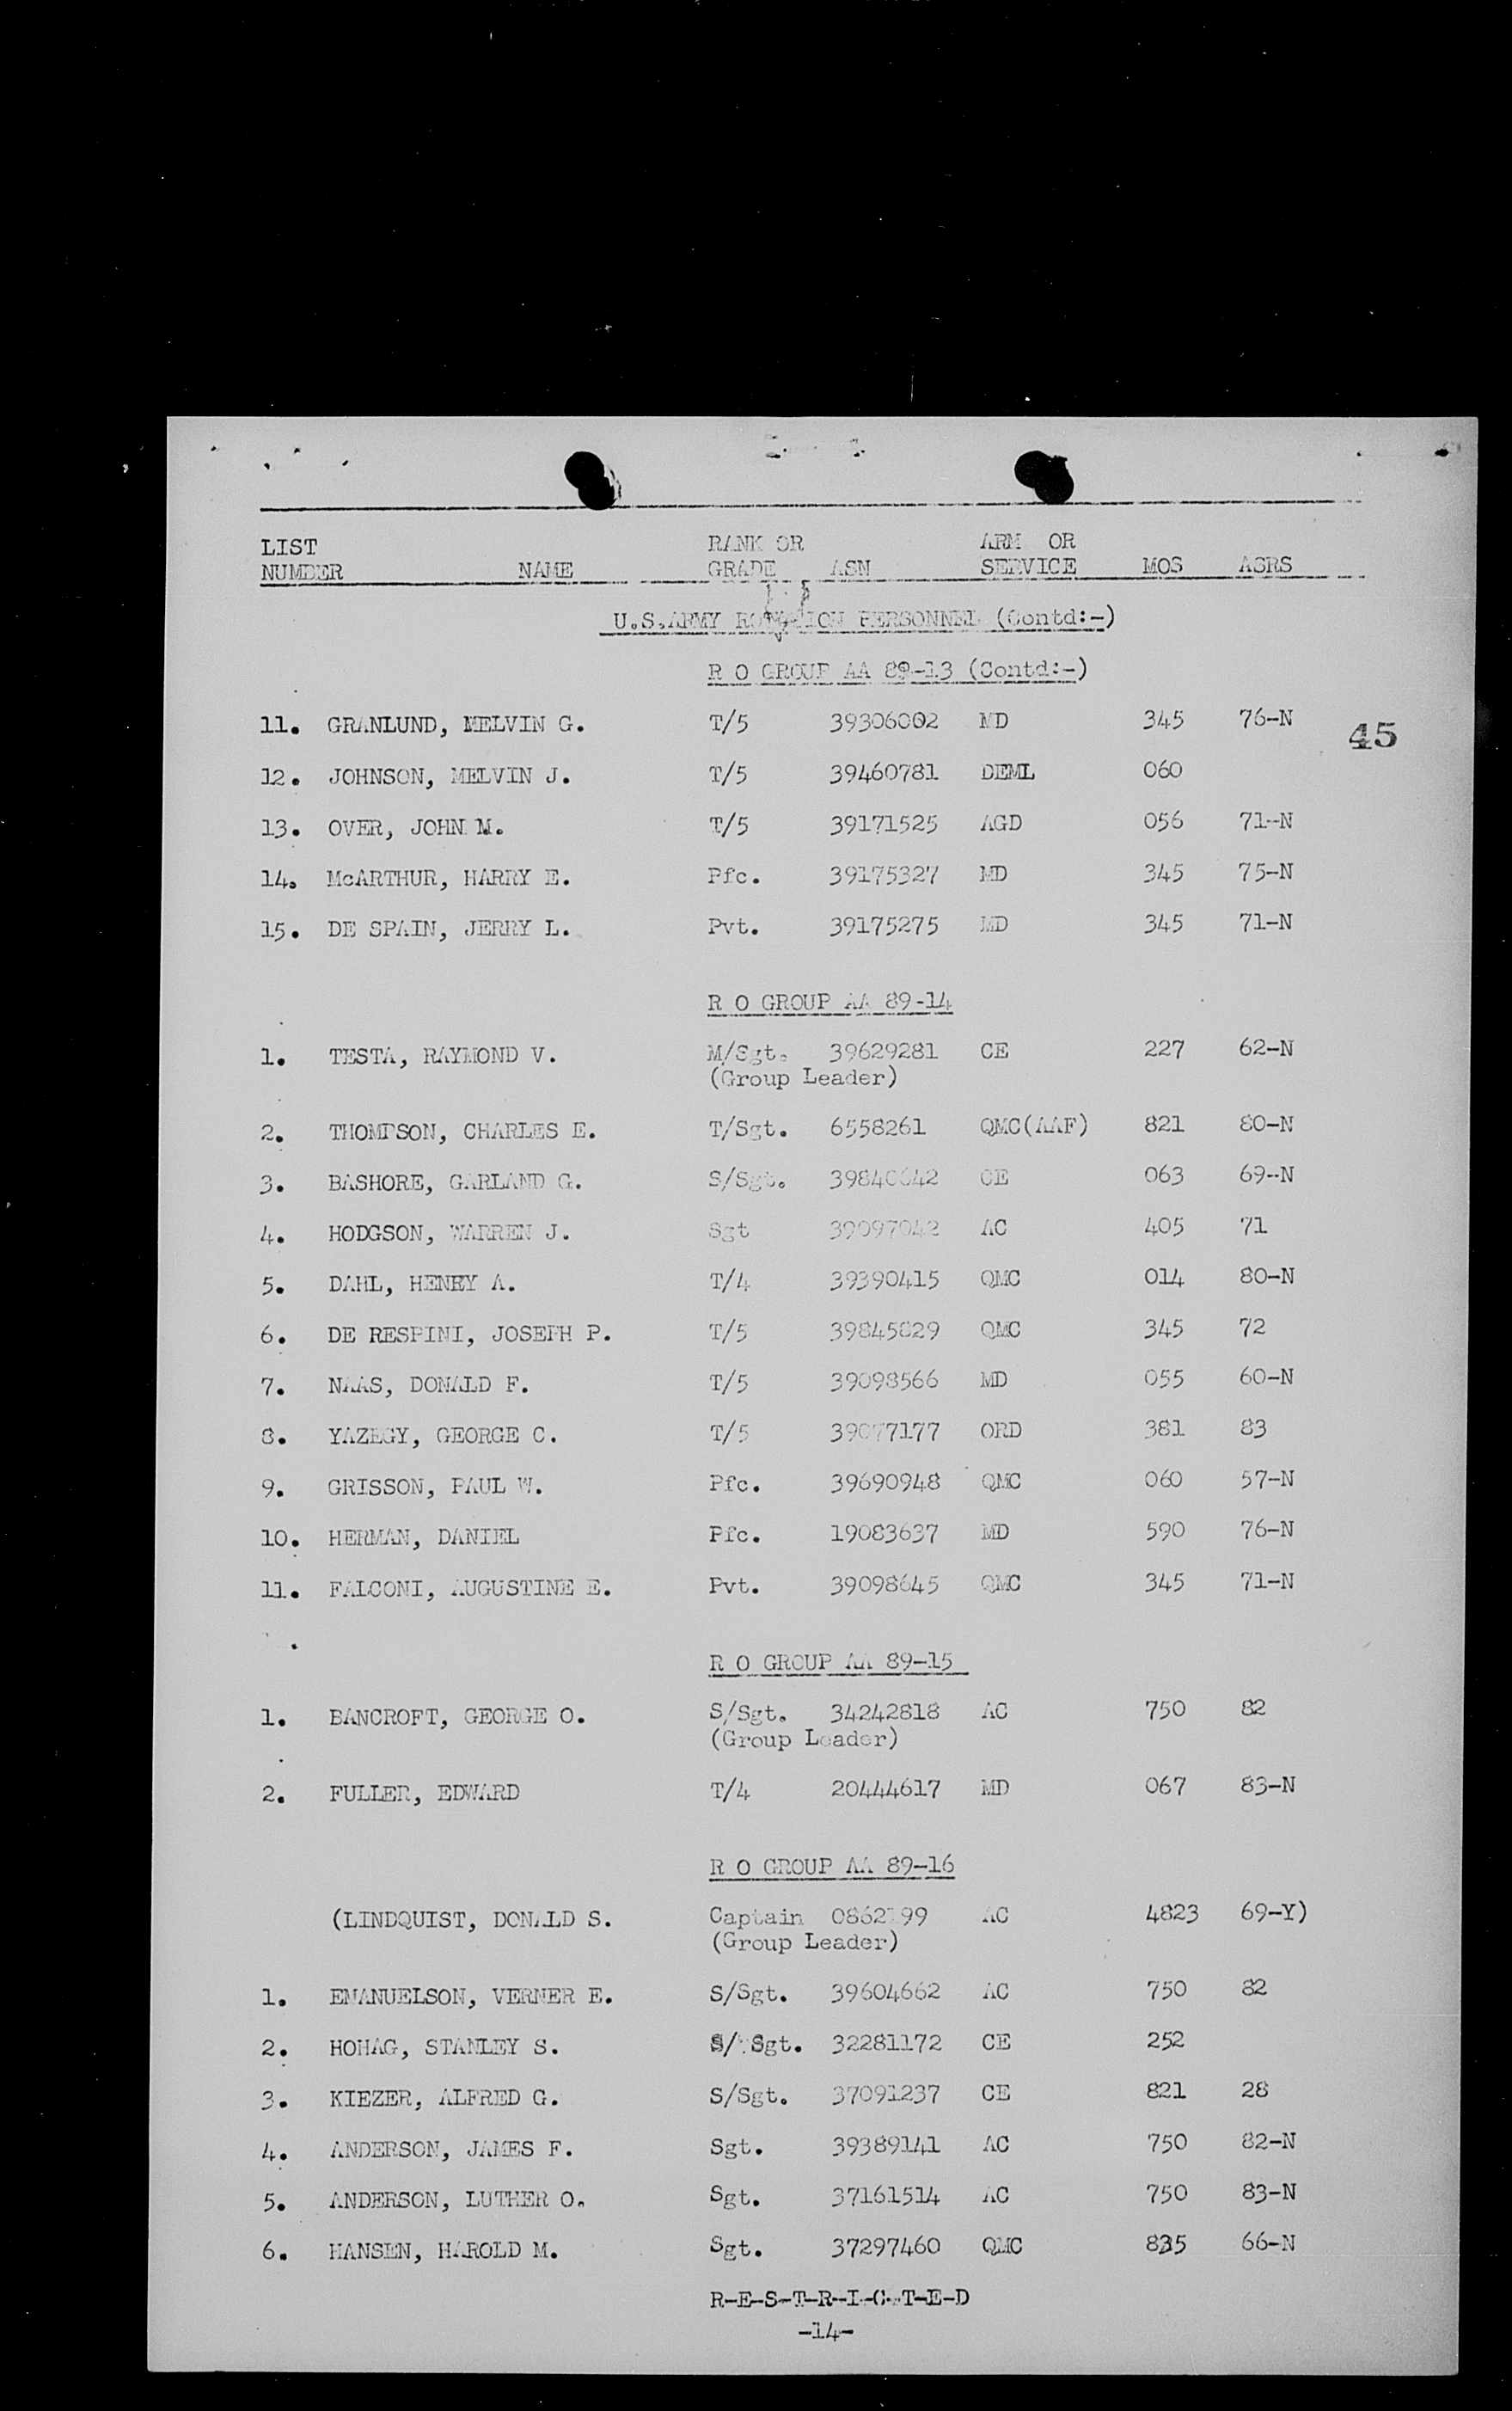 LIST RANK OR ARM OR
NUMBER NAME GRADE ASN SERVICE MOS ASRS
U.S.ARMY ROTATION PERSONNEL (Contd:-)
R O GROUP AA 89-13 (Contd:-)
11. GRANLUND, MELVIN G. T/5 39306002 MD 345 76-N
45
12. JOHNSON, MELVIN J. T/5 39460781 DEML 060
13. OVER, JOHN M. T/5 39171525 AGD 056 71-N
14. McARTHUR, HARRY E. Pfc. 39175327 MD 345 75-N
15. DE SPAIN, JERRY L. Pvt. 39175275 MD 345 71-N
R O GROUP AA 89-14
1. TESTA, RAYMOND V. M/Sgt. 39629281 CE 227 62-N
(Group Leader)
2. THOMPSON, CHARLES E. T/Sgt. 6558261 QMC(AAF) 821 80-N
3. BASHORE, GARLAND G. S/Sgt. CE 063 69-N
4. HODGSON, WARREN J. Sgt 39097042 AC 405 71
5. DAHL, HENRY A. T/4 39390415 QMC 014 80-N
6. DE RESPINI, JOSEPH P. T/5 39845829 QMC 345 72
7. NAAS, DONALD F. T/5 39098566 MD 055 60-N
8. YAZEGY, GEORGE C. T/5 39077177 ORD 381 83
9. GRISSON, PAUL W. Pfc. 39690948 QMC 060 57-N
10. HERMAN, DANIEL Pfc. 19083637 MD 590 76-N
11. FALCONI, AUGUSTINE E. Pvt. 39098645 QMC 345 71-N
R O GROUP AA 89-15
1. BANCROFT, GEORGE O. S/Sgt. 34242818 AC 750 82
(Group Leader)
2. FULLER, EDWARD T/4 20444617 MD 067 83-N
R O GROUP AA 89-16
(LINDQUIST, DONALD S. Captain AC 4823 69-Y)
(Group Leader)
1. EMANUELSON, VERNER E. S/Sgt. 39604662 AC 750 82
2. HOHAG, STANLEY S. S/Sgt. 32281172 CE 252
3. KIEZER, ALFRED G. S/Sgt. 37091237 CE 821 28
4. ANDERSON, JAMES F. Sgt. 39389141 AC 750 82-N
5. ANDERSON, LUTHER O. Sgt. 37161514 AC 750 83-N
6. HANSEN, HAROLD M. Sgt. 37297460 QMC 835 66-N
R-E-S-T-R-I-C-T-E-D
-14-